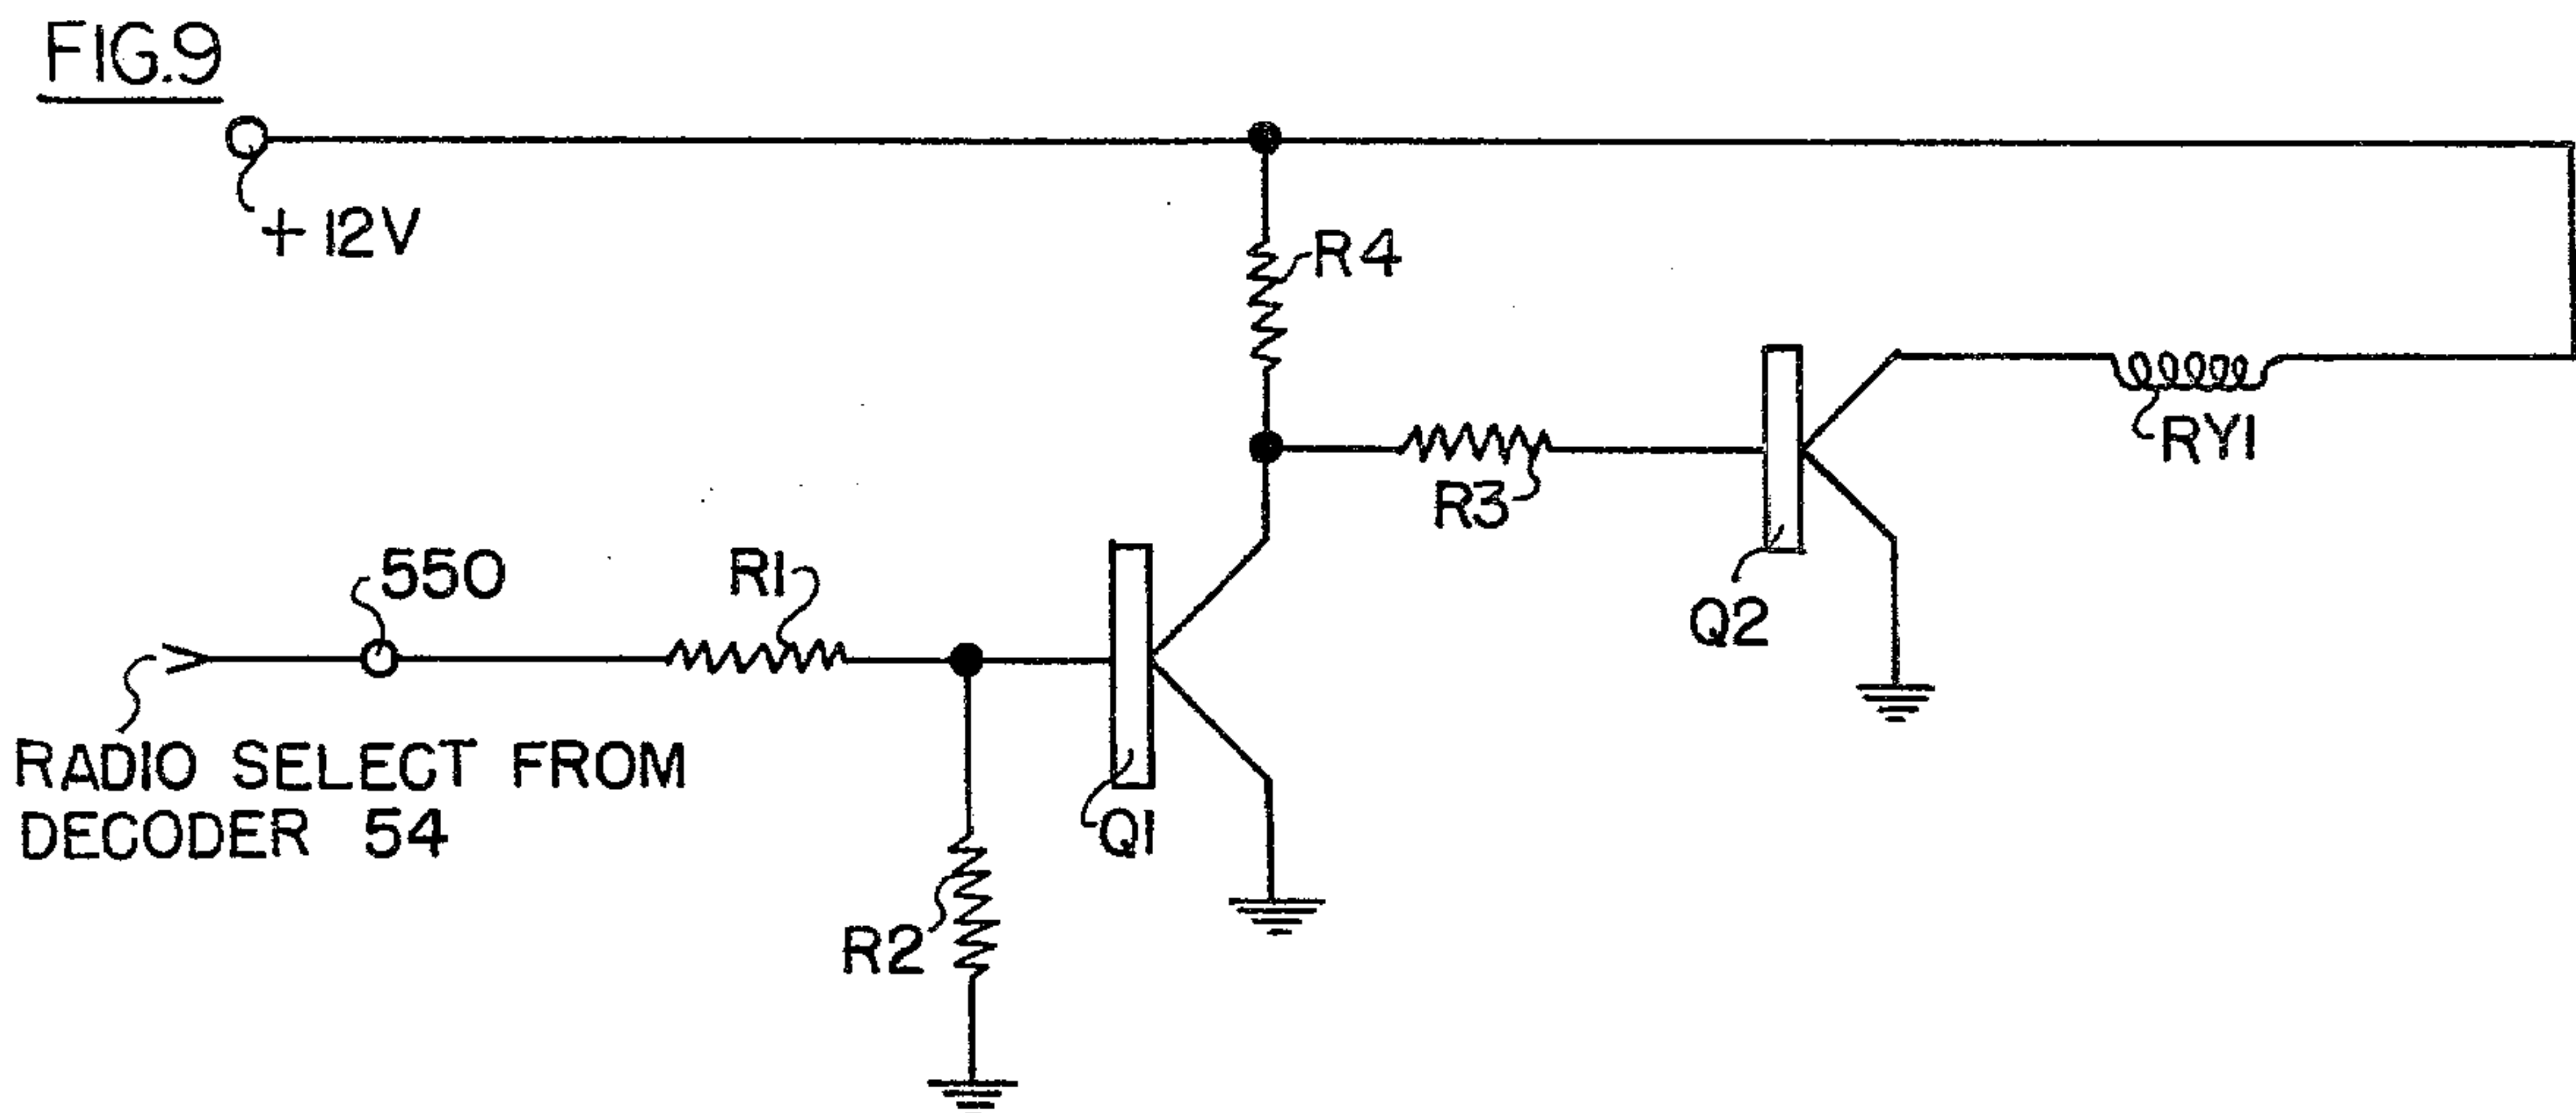 FIG.9
+12V
R4
RY1
R3
550
R1
Q2
RADIO SELECT FROM
DECODER 54
Q1
R2